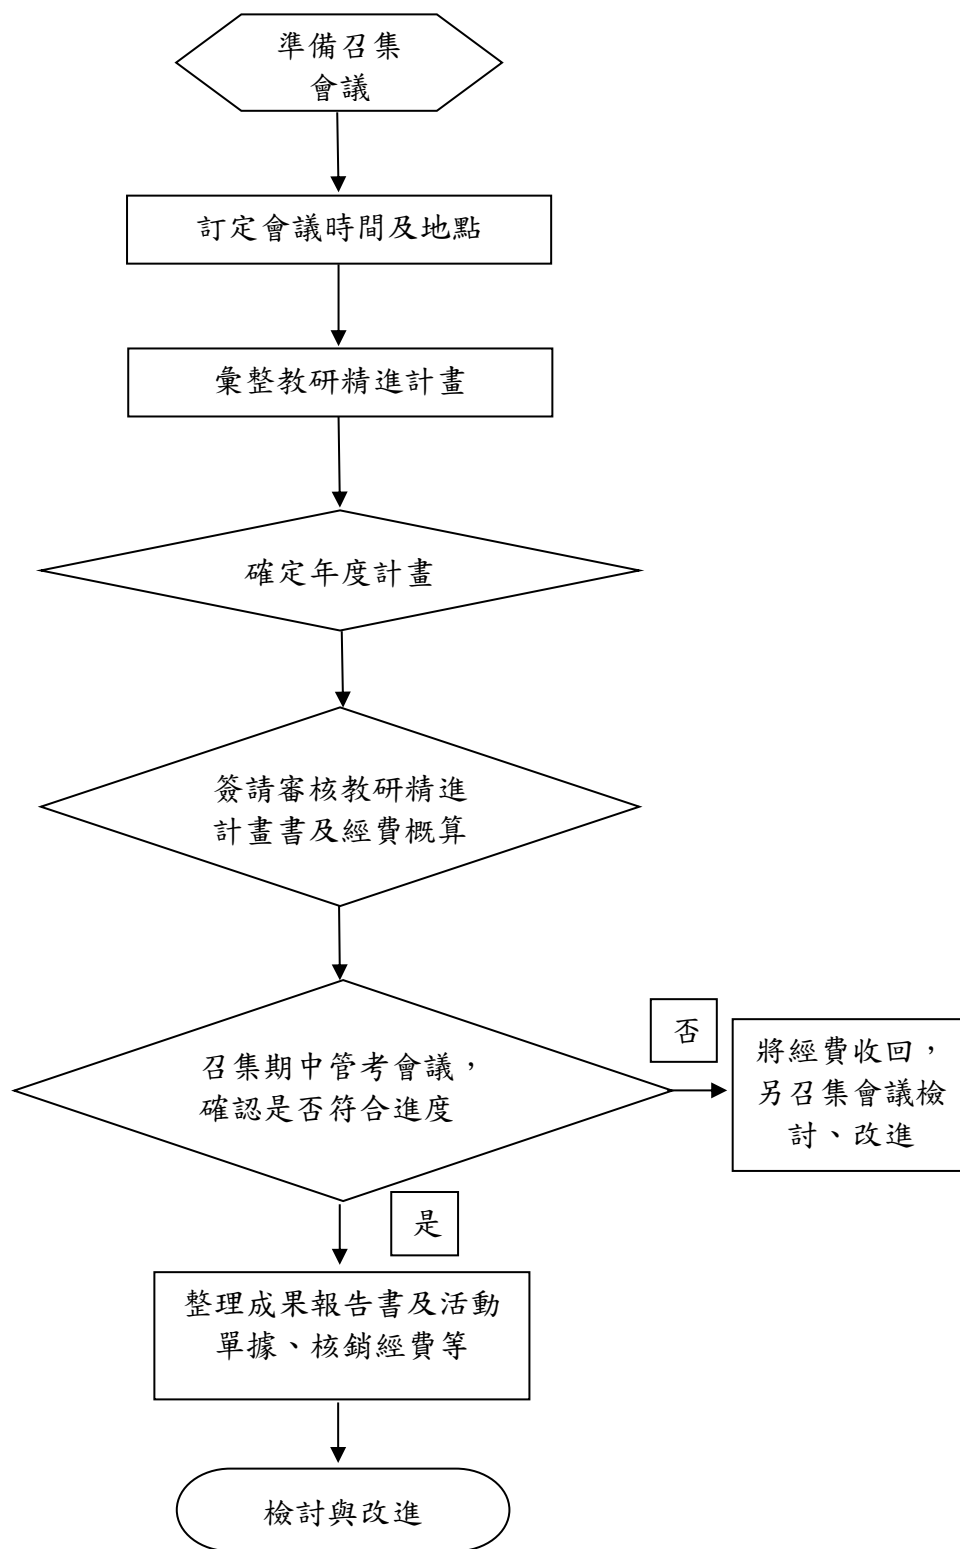 準備召集
會議
訂定會議時間及地點
彙整教研精進計畫
確定年度計畫
簽請審核教研精進
計畫書及經費概算
召集期中管考會議，
確認是否符合進度
否
將經費收回，
另召集會議檢
討、改進
是
整理成果報告書及活動
單據、核銷經費等
檢討與改進